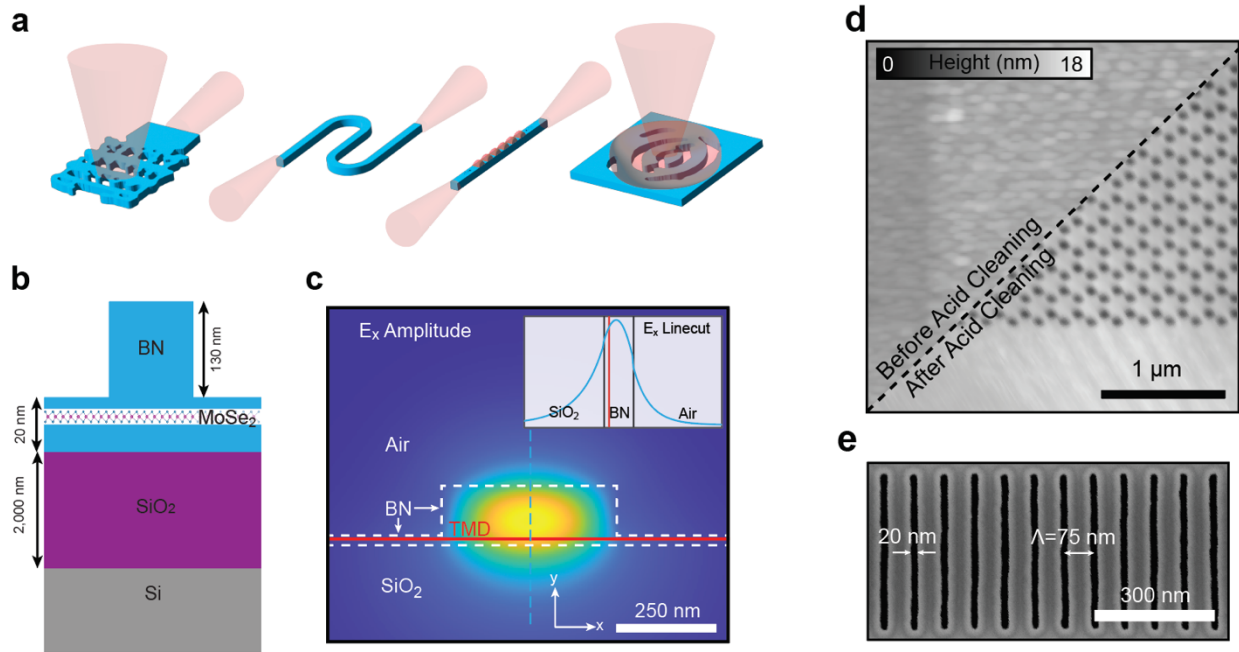 a
b
BN
130 nm
20 nm
MoSe₂
2,000 nm
SiO₂
Si
c
Eₓ Amplitude
Eₓ Linecut
SiO₂
BN
Air
Air
BN
TMD
SiO₂
y
x
250 nm
d
0 Height (nm) 18
Before Acid Cleaning
After Acid Cleaning
1 µm
e
20 nm
Λ=75 nm
300 nm